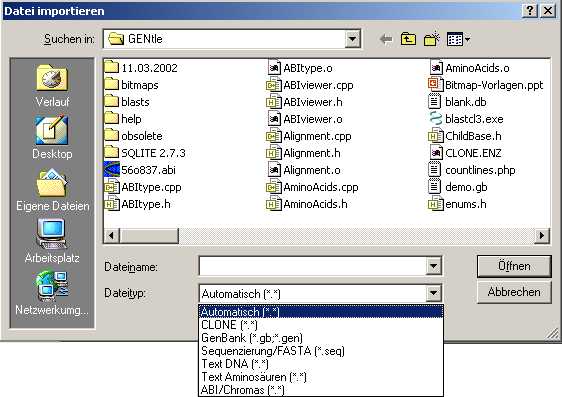 Datei importieren
Suchen in: GENtle
Verlauf
Desktop
Eigene Dateien
Arbeitsplatz
Netzwerkumg...
11.03.2002
bitmaps
blasts
help
obsolete
SQLITE 2.7.3
56o837.abi
ABItype.cpp
ABItype.h
ABItype.o
ABIviewer.cpp
ABIviewer.h
ABIviewer.o
Alignment.cpp
Alignment.h
Alignment.o
AminoAcids.cpp
AminoAcids.h
AminoAcids.o
Bitmap-Vorlagen.ppt
blank.db
blastcl3.exe
ChildBase.h
CLONE.ENZ
countlines.php
demo.gb
enums.h
Dateiname:
Öffnen
Dateityp: Automatisch (*.*)
Abbrechen
Automatisch (*.*)
CLONE (*.*)
GenBank (*.gb;*.gen)
Sequenzierung/FASTA (*.seq)
Text DNA (*.*)
Text Aminosäuren (*.*)
ABI/Chromas (*.*)